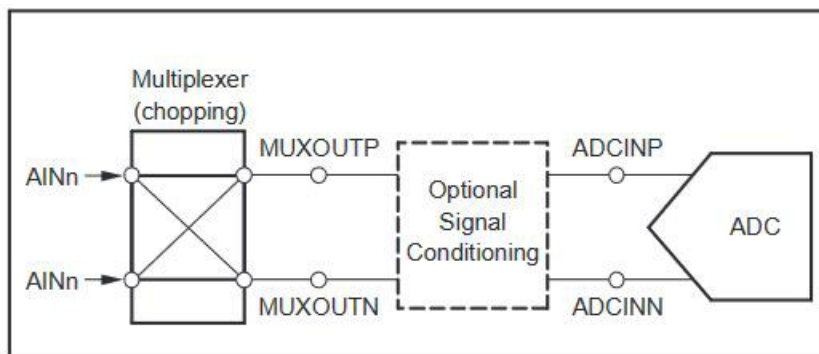 Multiplexer
(chopping)
MUXOUTP
ADCINP
AINn
Optional
Signal
Conditioning
ADC
AINn
MUXOUTN
ADCINN